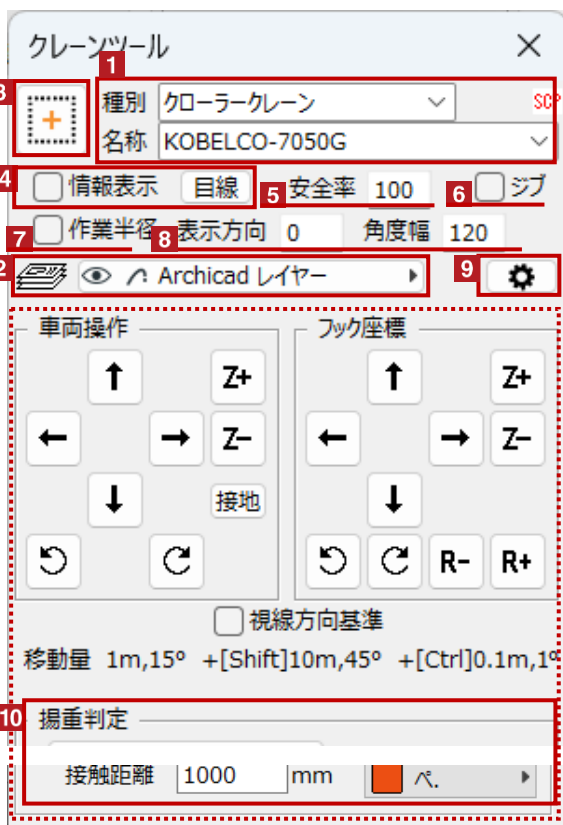 クレーンツール
1
3
種別 クローラークレーン
SCP
名称 KOBELCO-7050G
4 情報表示 目線 5 安全率 100 6 ジブ
7 作業半径 8 表示方向 0 角度幅 120
2 Archicad レイヤー 9
車両操作 フック座標
Z+ Z+
Z- Z-
接地
R- R+
視線方向基準
移動量 1m,15º +[Shift]10m,45º +[Ctrl]0.1m,1º
10 揚重判定
接触距離 1000 mm ペ.